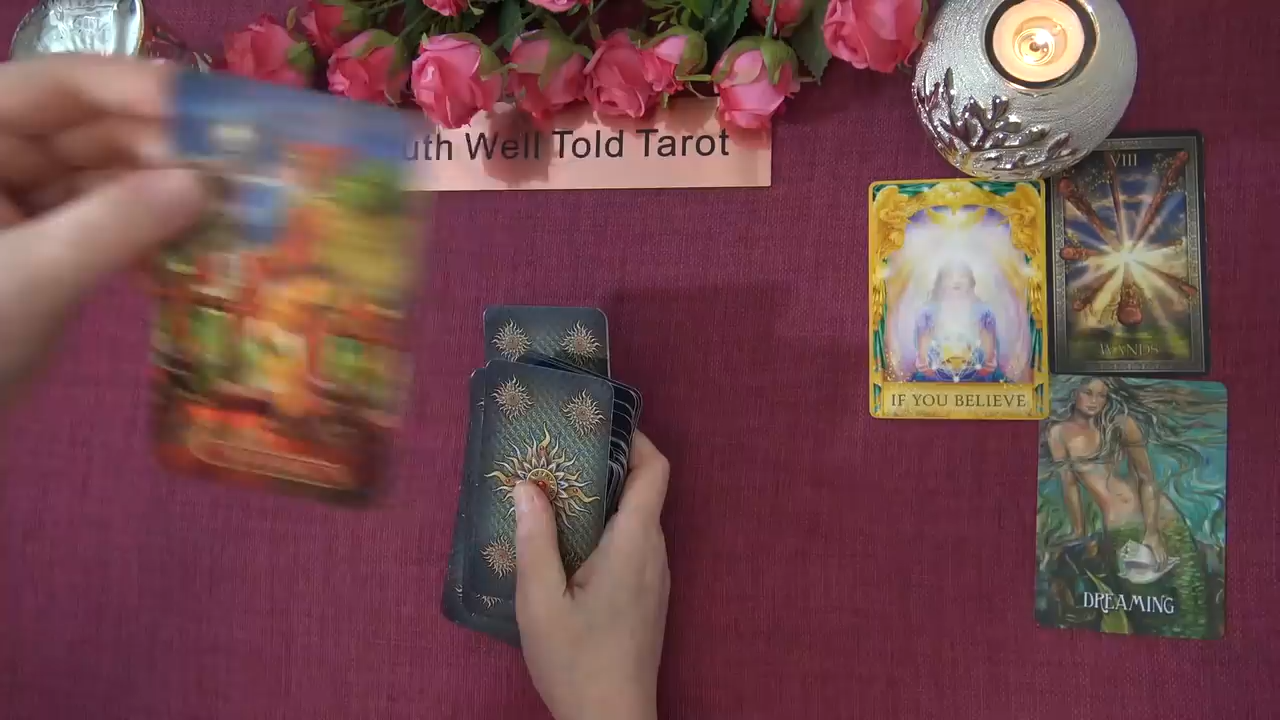 uth Well Told Tarot
VIII
WANDS
IF YOU BELIEVE
DREAMING